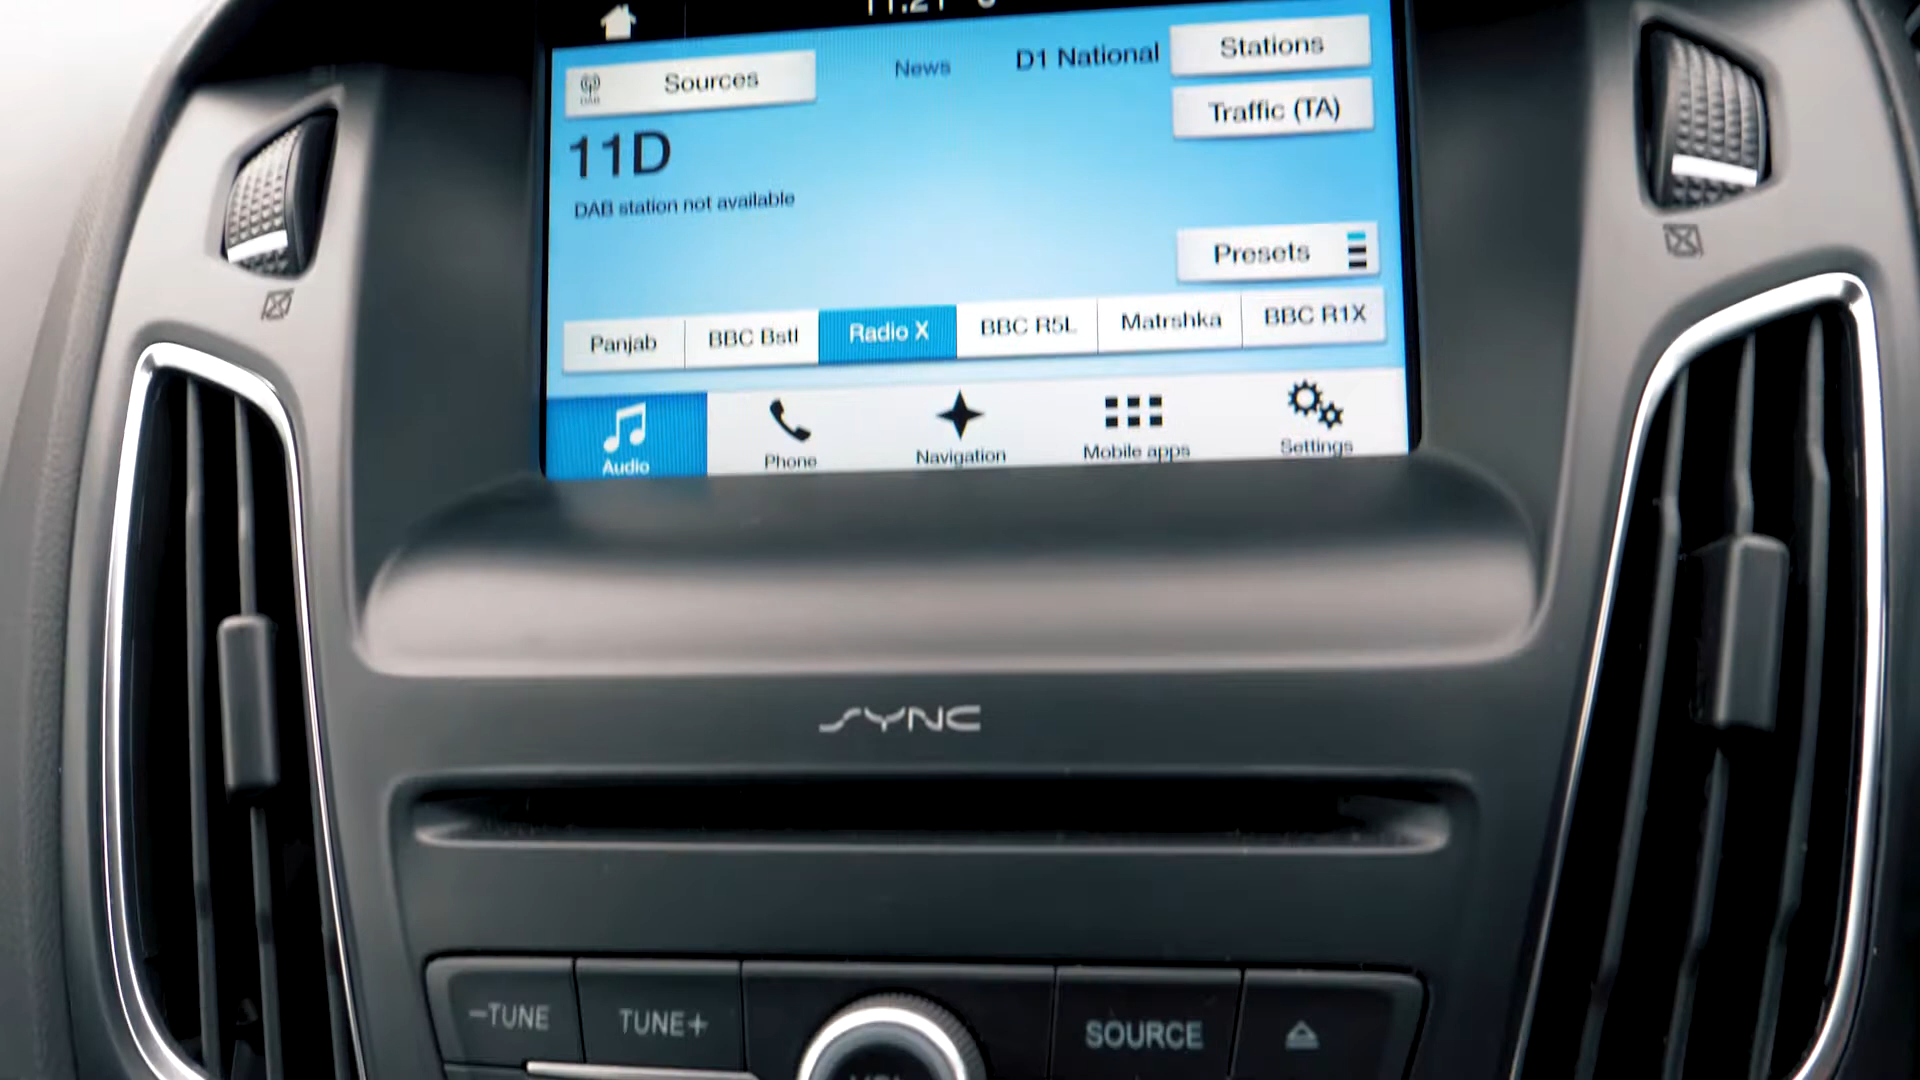 Sources
DAB
News
D1 National
Stations
Traffic (TA)
11D
DAB station not available
Presets
Panjab
BBC Bstl
Radio X
BBC R5L
Matrshka
BBC R1X
Audio
Phone
Navigation
Mobile apps
Settings
SYNC
-TUNE
TUNE+
SOURCE